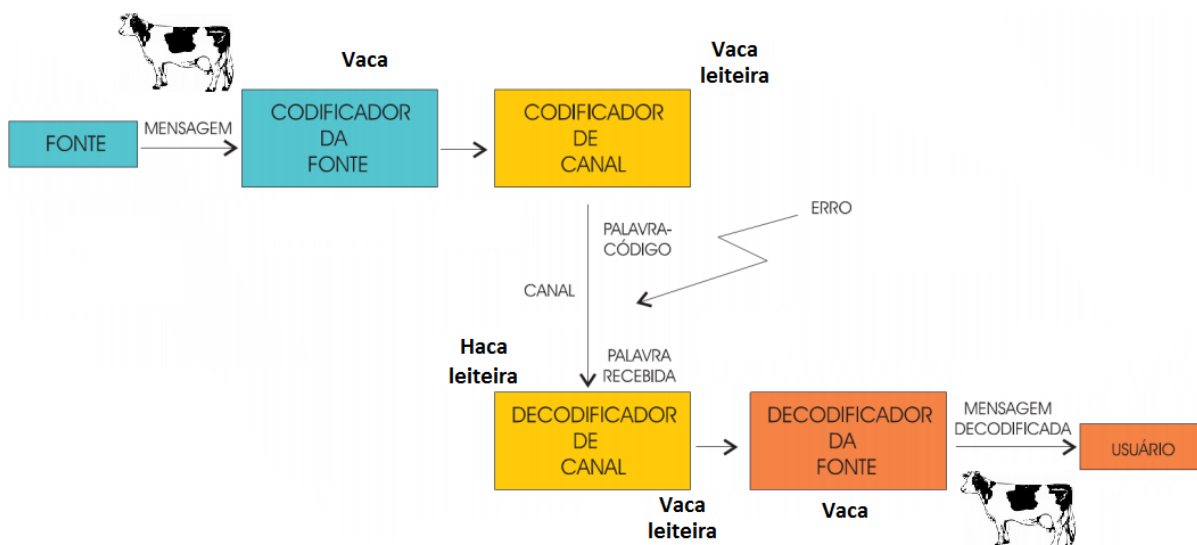 Vaca
Vaca
leiteira
FONTE
MENSAGEM
CODIFICADOR
DA
FONTE
CODIFICADOR
DE
CANAL
PALAVRA-
CÓDIGO
ERRO
CANAL
Haca
leiteira
PALAVRA
RECEBIDA
DECODIFICADOR
DE
CANAL
Vaca
leiteira
DECODIFICADOR
DA
FONTE
Vaca
MENSAGEM
DECODIFICADA
USUÁRIO